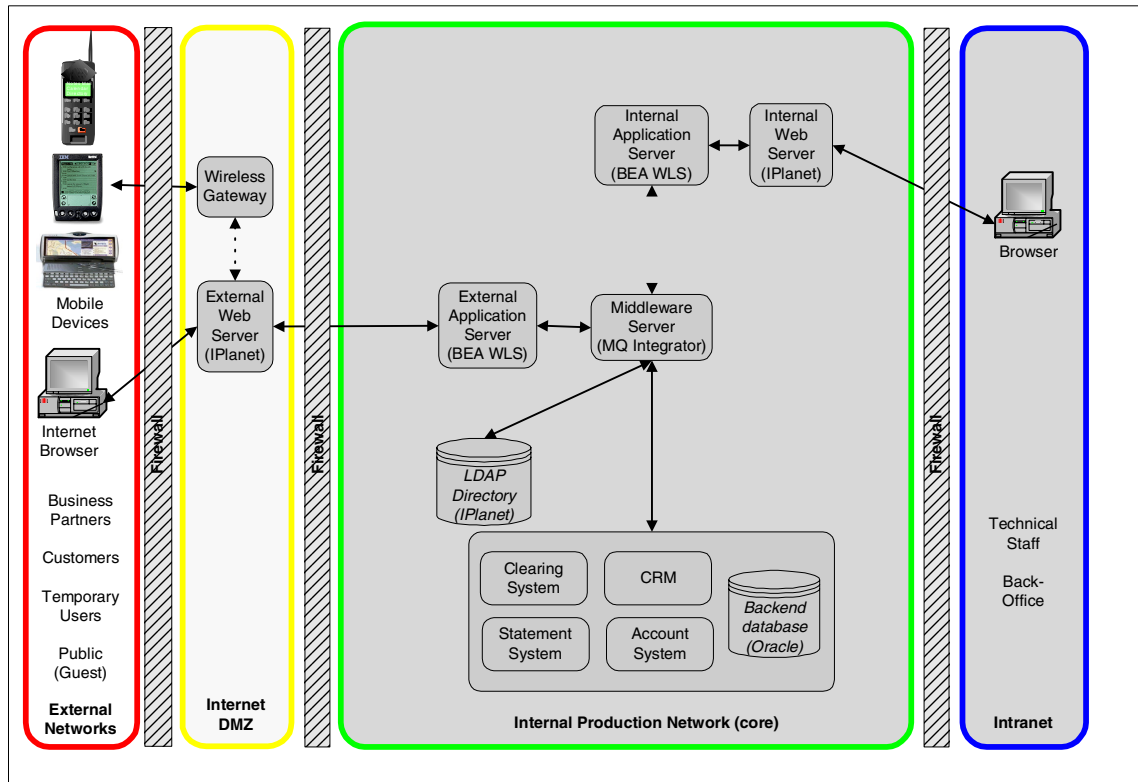 Mobile
Devices
Internet
Browser
Business
Partners
Customers
Temporary
Users
Public
(Guest)
External
Networks
Firewall
Wireless
Gateway
External
Web
Server
(IPlanet)
Internet
DMZ
Firewall
Internal
Application
Server
(BEA WLS)
Internal
Web
Server
(IPlanet)
External
Application
Server
(BEA WLS)
Middleware
Server
(MQ Integrator)
LDAP
Directory
(IPlanet)
Clearing
System
CRM
Statement
System
Account
System
Backend
database
(Oracle)
Internal Production Network (core)
Firewall
Browser
Technical
Staff
Back-
Office
Intranet